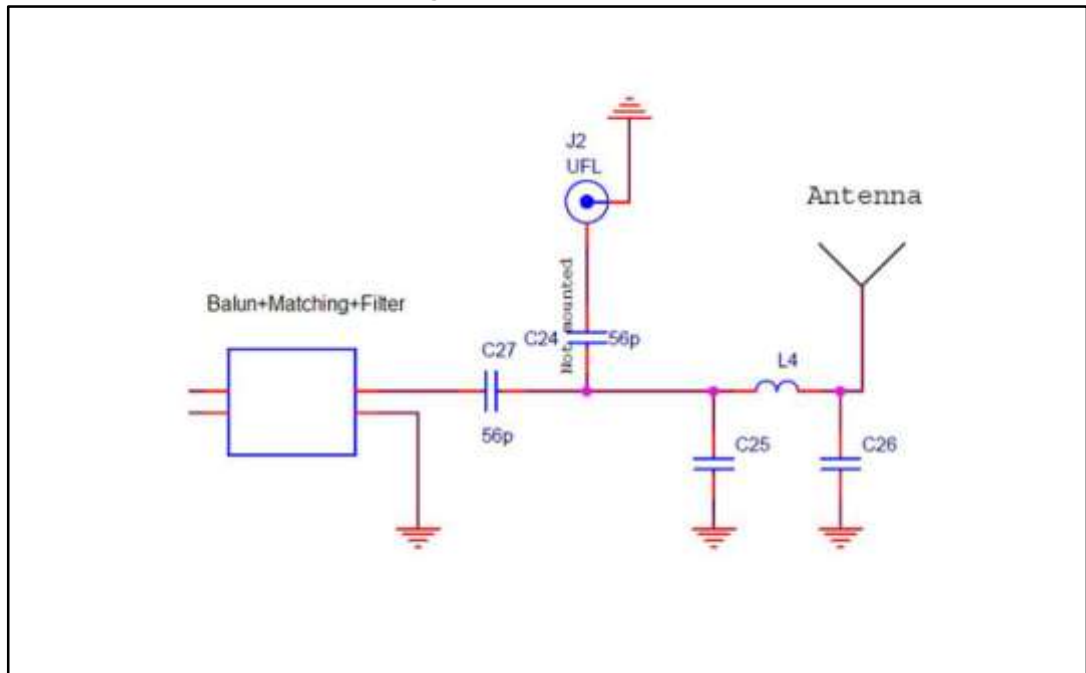 J2
UFL
Antenna
Not mounted
Balun+Matching+Filter
C24
56p
C27
L4
56p
C25
C26